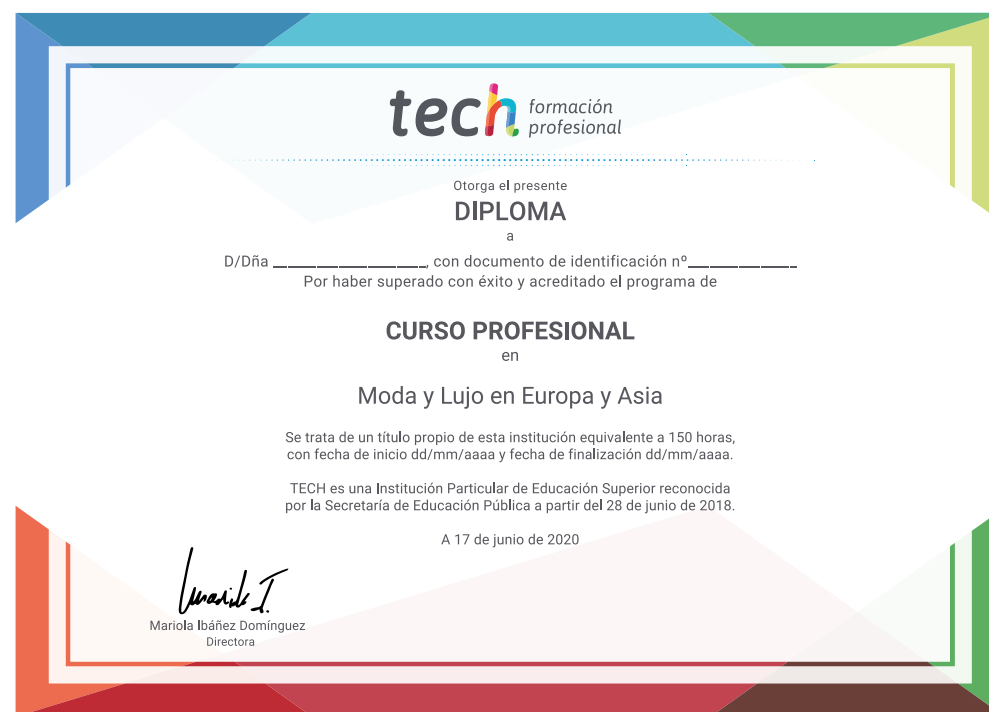 tech formación
profesional
Otorga el presente
DIPLOMA
a
D/Dña ____________________, con documento de identificación nº______________
Por haber superado con éxito y acreditado el programa de
CURSO PROFESIONAL
en
Moda y Lujo en Europa y Asia
Se trata de un título propio de esta institución equivalente a 150 horas,
con fecha de inicio dd/mm/aaaa y fecha de finalización dd/mm/aaaa.
TECH es una Institución Particular de Educación Superior reconocida
por la Secretaría de Educación Pública a partir del 28 de junio de 2018.
A 17 de junio de 2020
Mariola Ibáñez Domínguez
Directora